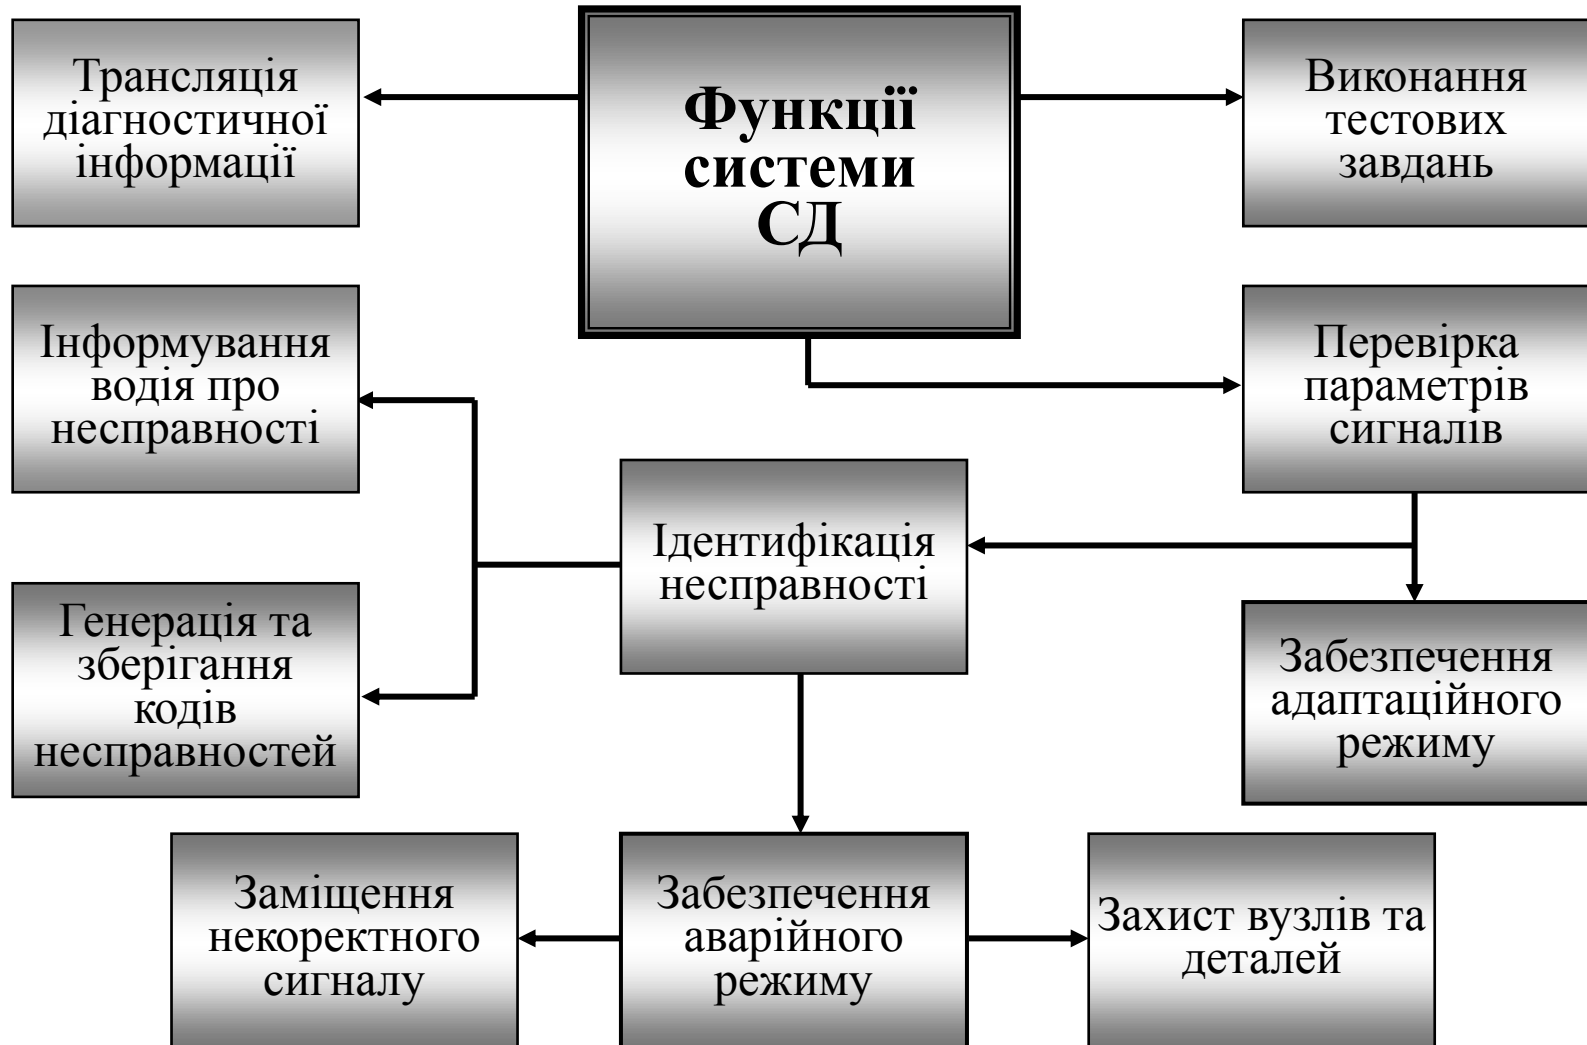 Трансляція
діагностичної
інформації
Функції
системи
СД
Виконання
тестових
завдань
Інформування
водія про
несправності
Перевірка
параметрів
сигналів
Ідентифікація
несправності
Генерація та
зберігання
кодів
несправностей
Забезпечення
адаптаційного
режиму
Заміщення
некоректного
сигналу
Забезпечення
аварійного
режиму
Захист вузлів та
деталей